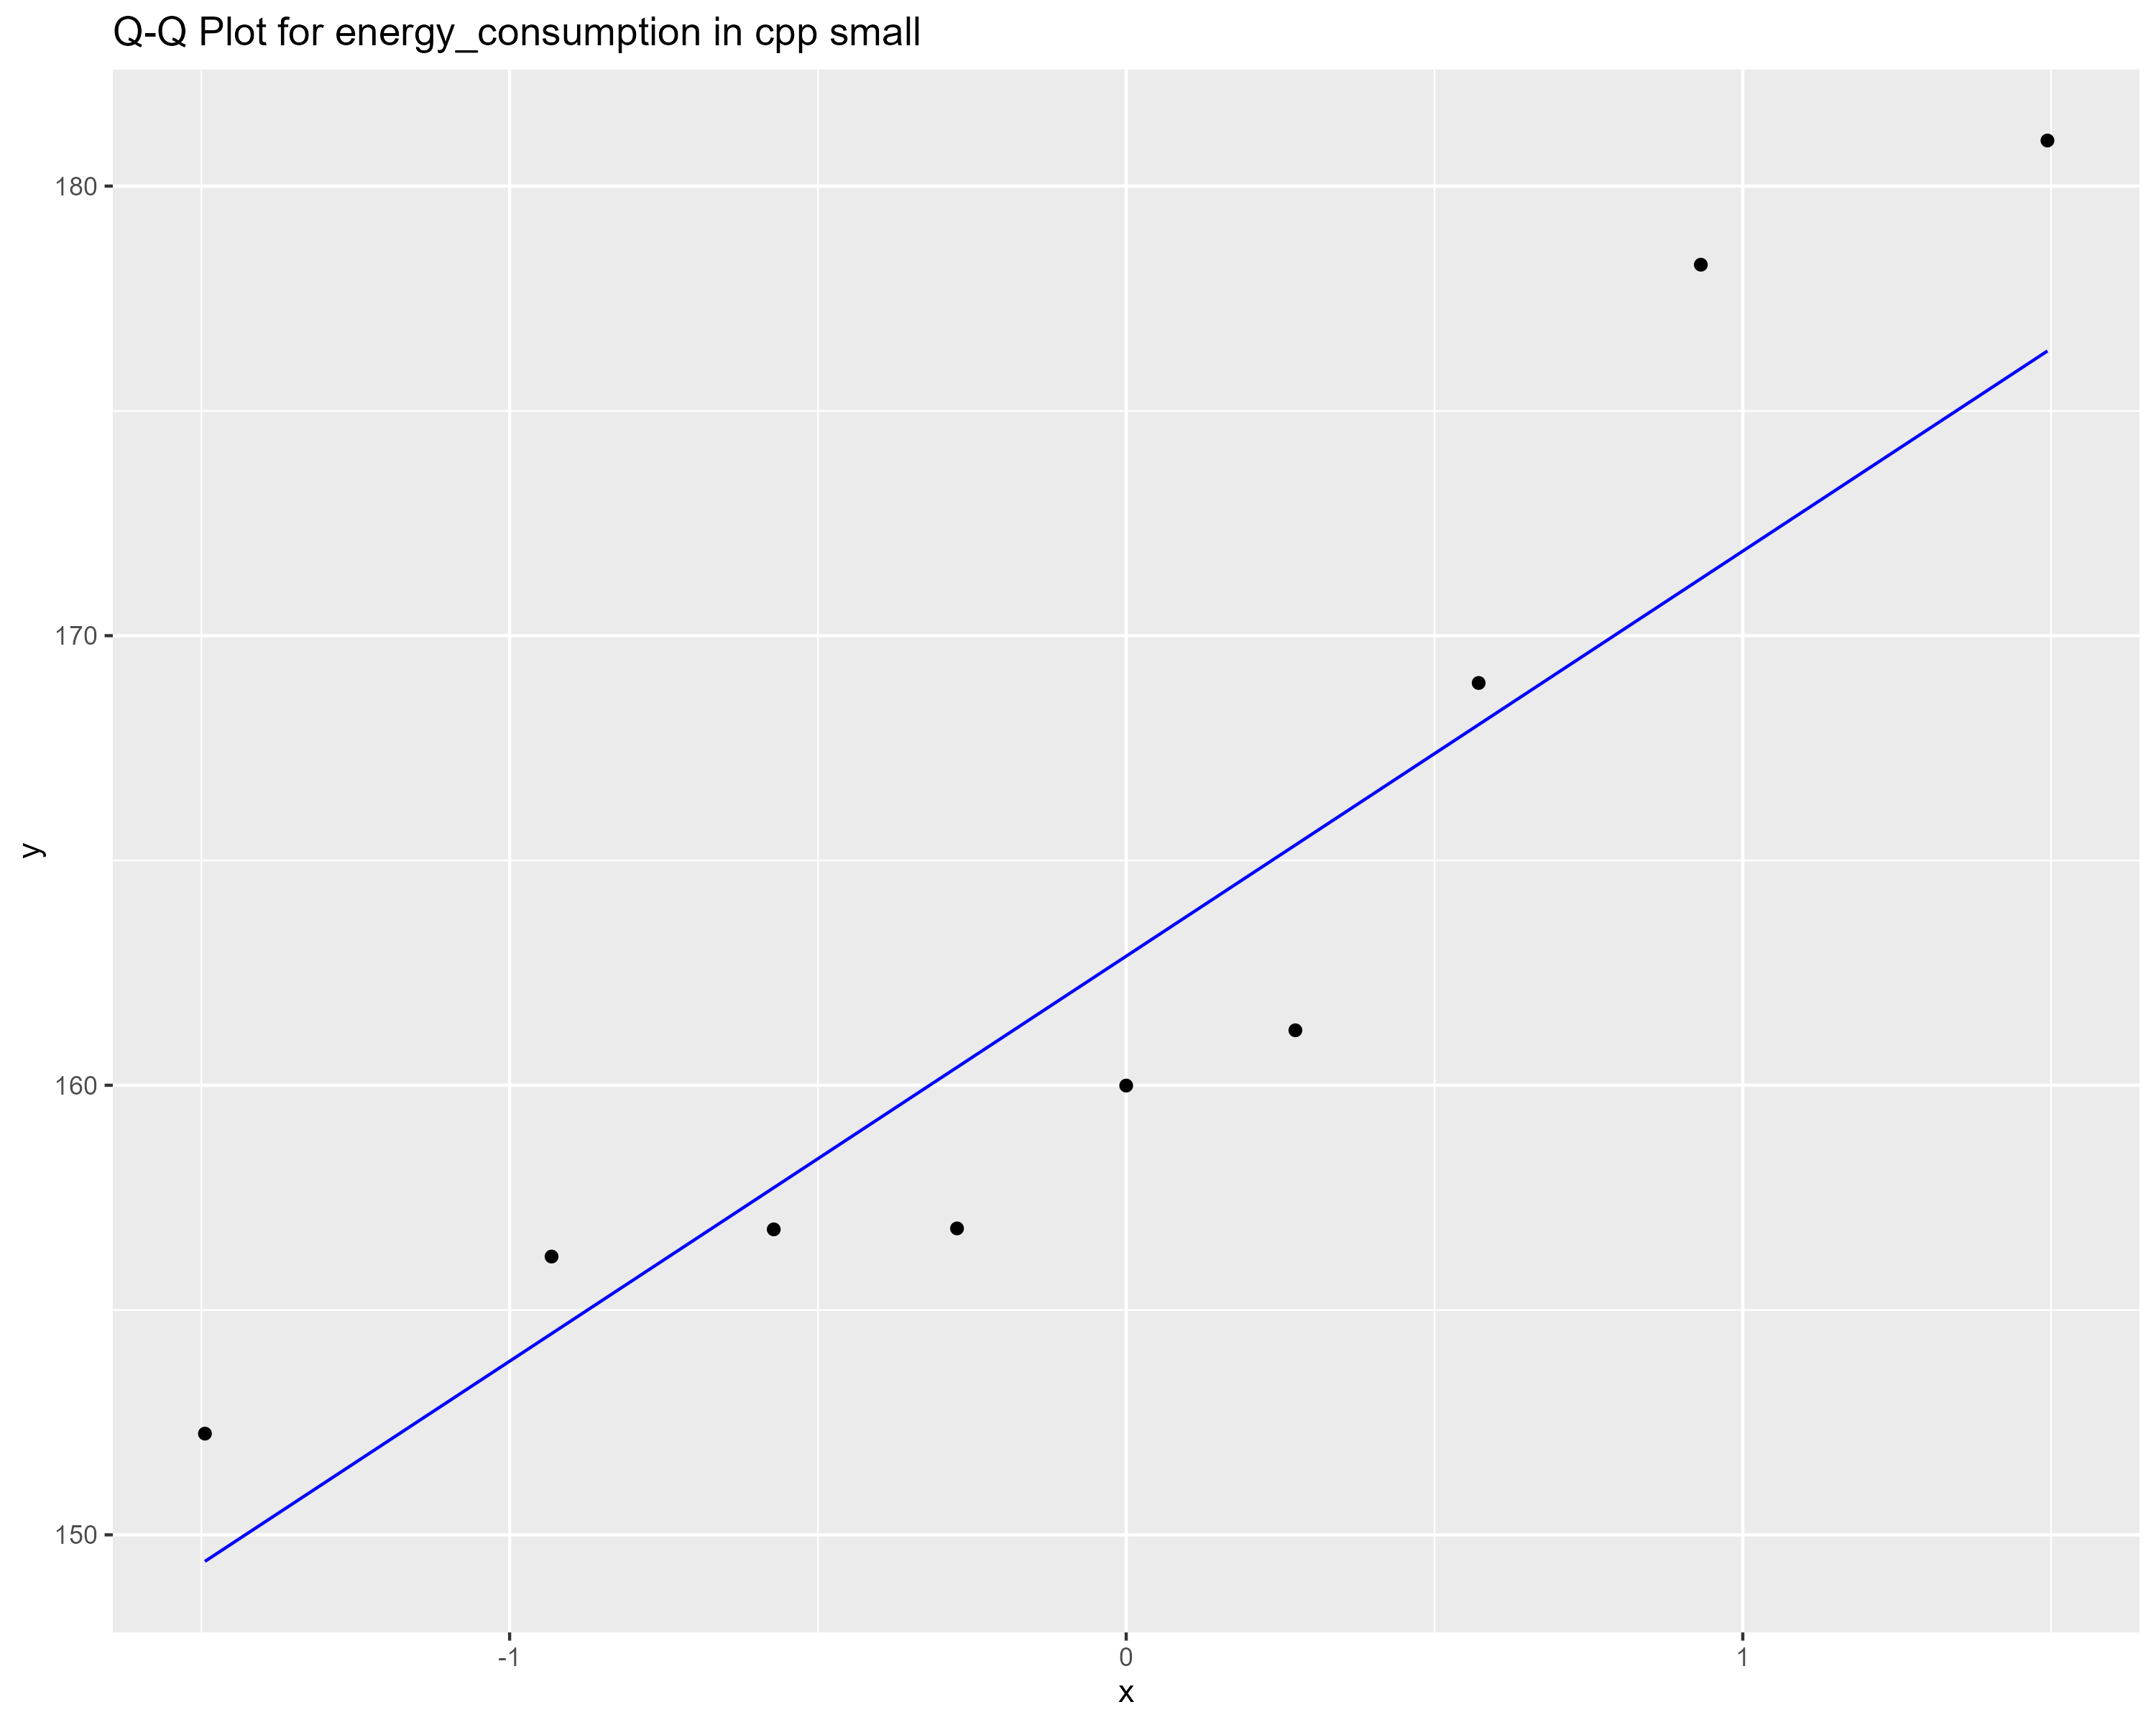 Q-Q Plot for energy_consumption in cpp small
180
170
160
150
y
-1
0
1
x